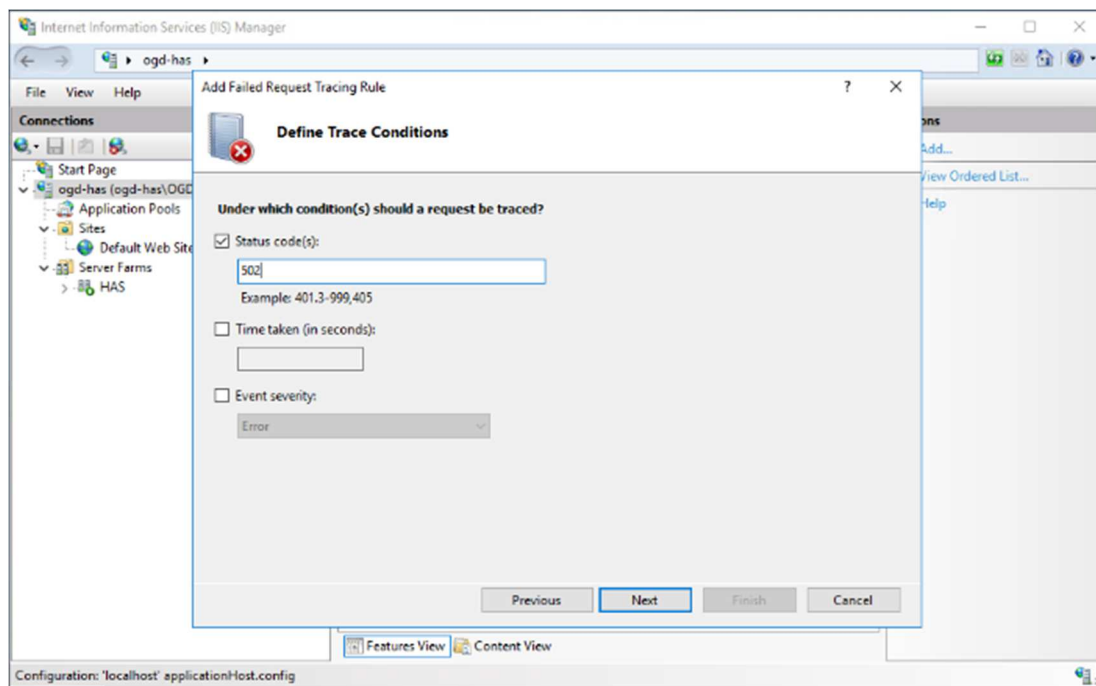 Internet Information Services (IIS) Manager
ogd-has
File View Help
Connections
Start Page
ogd-has (ogd-has\OGD
Application Pools
Sites
Default Web Site
Server Farms
HAS
Add Failed Request Tracing Rule
?
Define Trace Conditions
Under which condition(s) should a request be traced?
Status code(s):
502
Example: 401.3-999,405
Time taken (in seconds):
Event severity:
Error
Previous Next Finish Cancel
ons
Add...
View Ordered List...
Help
Features View Content View
Configuration: 'localhost' applicationHost.config